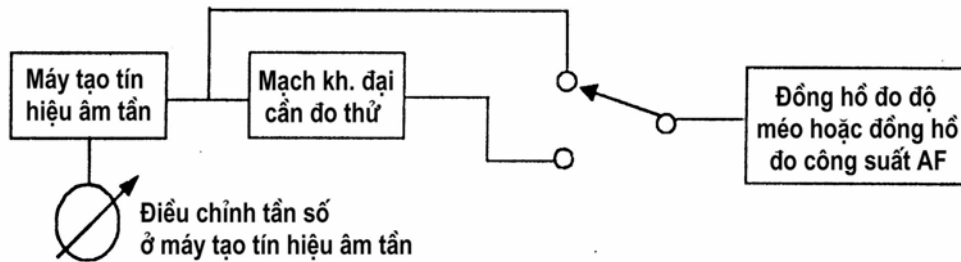 Máy tạo tín
hiệu âm tần
Mạch kh. đại
cần đo thử
Đồng hồ đo độ
méo hoặc đồng hồ
đo công suất AF
Điều chỉnh tần số
ở máy tạo tín hiệu âm tần